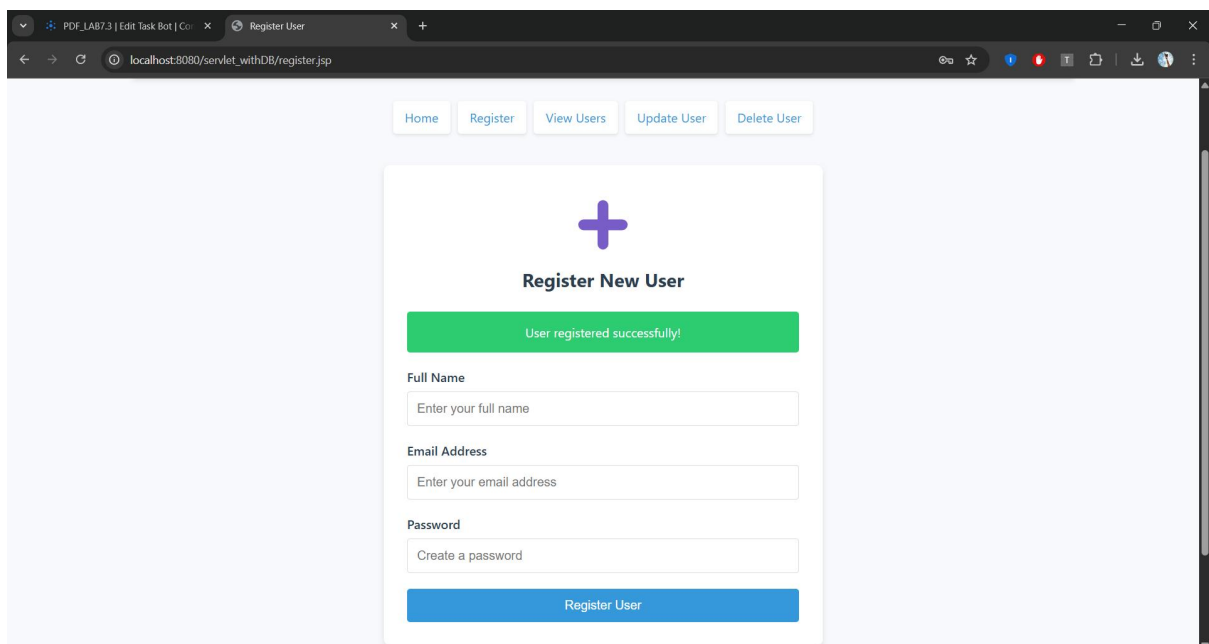 PDF_LAB7.3 | Edit Task Bot | Co
Register User
localhost:8080/servlet_withDB/register.jsp
T
Home Register View Users Update User Delete User
Register New User
User registered successfully!
Full Name
Enter your full name
Email Address
Enter your email address
Password
Create a password
Register User